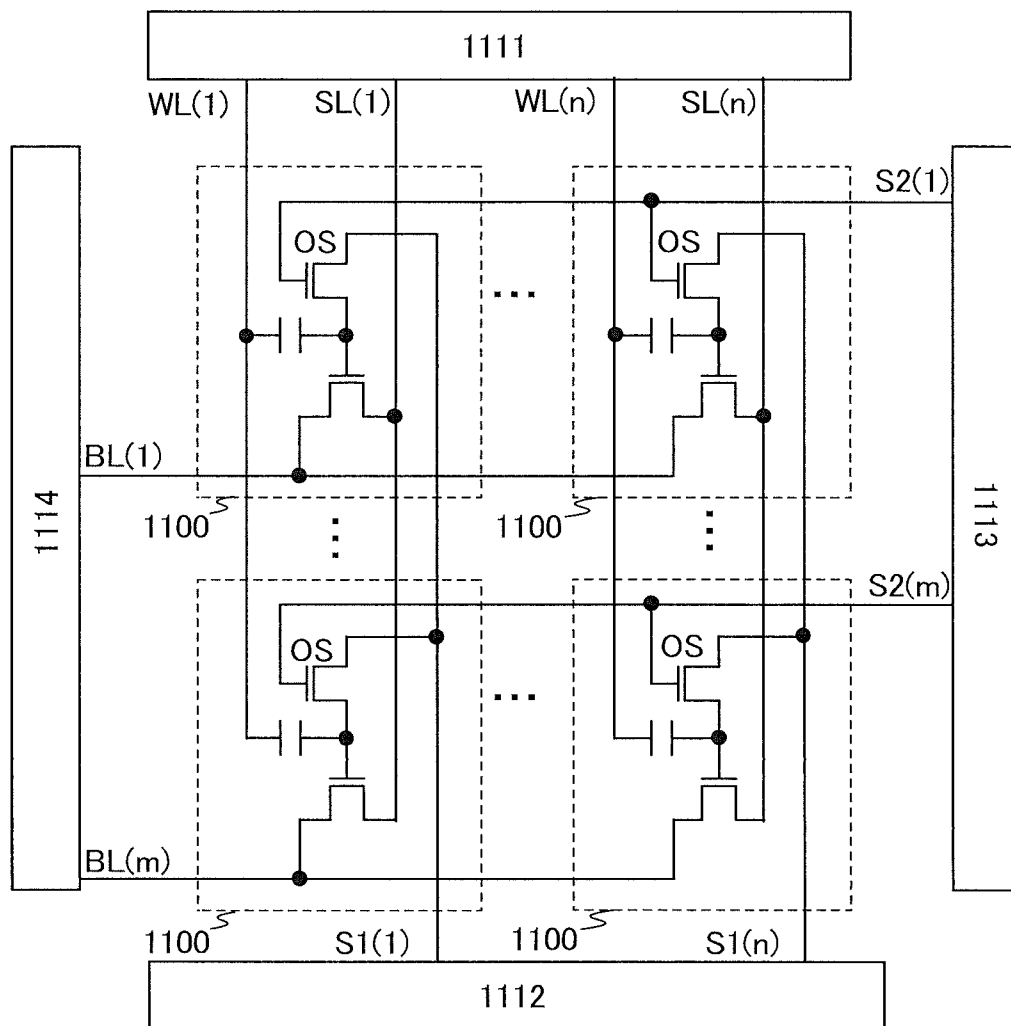 1111
WL(1)
SL(1)
WL(n)
SL(n)
S2(1)
OS
OS
BL(1)
1114
1113
1100
1100
S2(m)
OS
OS
BL(m)
1100
S1(1)
1100
S1(n)
1112